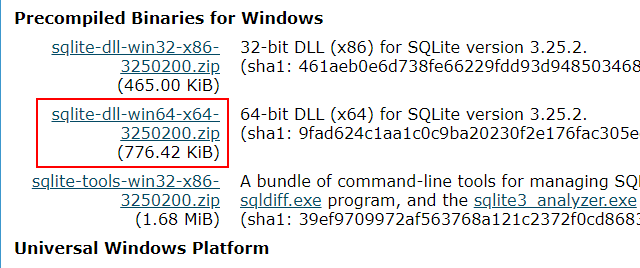 Precompiled Binaries for Windows
sqlite-dll-win32-x86- 32-bit DLL (x86) for SQLite version 3.25.2.
3250200.zip (sha1: 461aeb0e6d738fe66229fdd93d948503468
(465.00 KiB)
sqlite-dll-win64-x64- 64-bit DLL (x64) for SQLite version 3.25.2.
3250200.zip (sha1: 9fad624c1aa1c0c9ba20230f2e176fac305e
(776.42 KiB)
sqlite-tools-win32-x86- A bundle of command-line tools for managing SQL
3250200.zip sqldiff.exe program, and the sqlite3_analyzer.exe
(1.68 MiB) (sha1: 39ef9709972af563768a121c2372f0cd8683
Universal Windows Platform